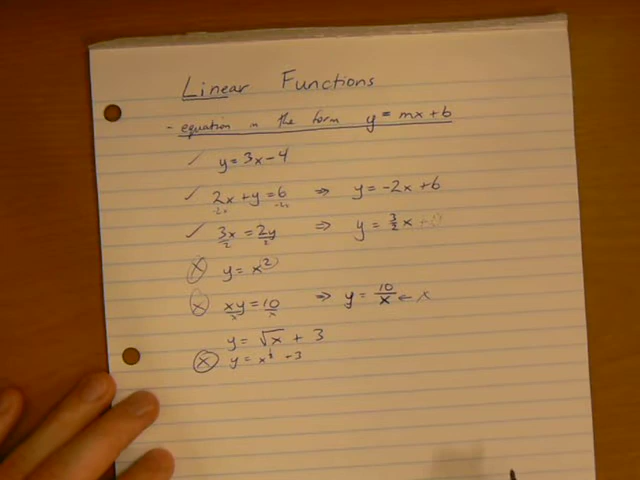 Linear Functions
- equation in the form y = mx + b
✓ y = 3x - 4
✓ 2x + y = 6 ⇒ y = -2x + 6
-2x -2x
✓ 3x = 2y ⇒ y = 3/2 x + 0
2 2
x y = x²
x xy = 10 ⇒ y = 10/x ← x
x x
y = √x + 3
x y = x^½ + 3